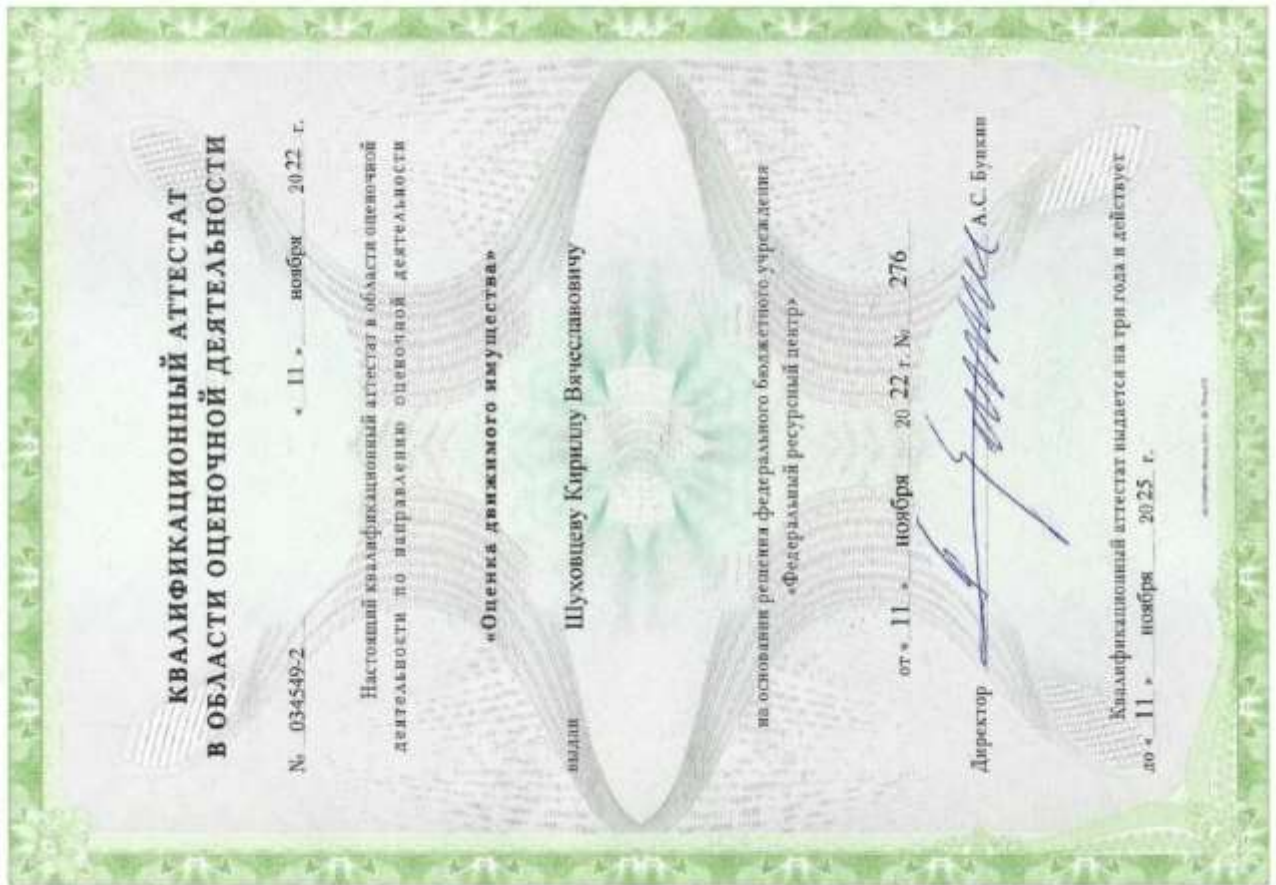 КВАЛИФИКАЦИОННЫЙ АТТЕСТАТ
В ОБЛАСТИ ОЦЕНОЧНОЙ ДЕЯТЕЛЬНОСТИ
№ 034549-2 « 11 » ноября 20 22 г.
Настоящий квалификационный аттестат в области оценочной
деятельности по направлению оценочной деятельности
«Оценка движимого имущества»
выдан Шуховцеву Кириллу Вячеславовичу
на основании решения федерального бюджетного учреждения
«Федеральный ресурсный центр»
от « 11 » ноября 20 22 г. № 276
Директор А.С. Бункин
Квалификационный аттестат выдается на три года и действует
до « 11 » ноября 20 25 г.